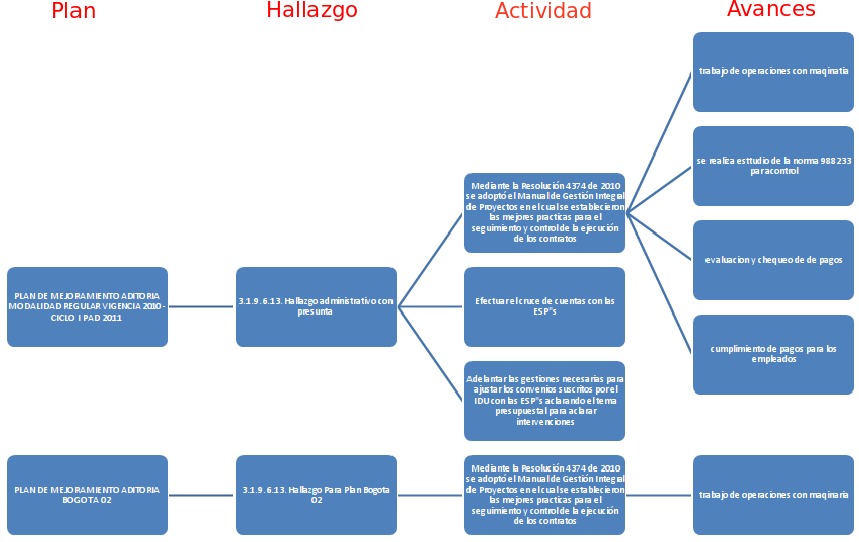 Plan
Hallazgo
Actividad
Avances
trabajo de operaciones con maqinatia
se realiza esttudio de lla norma 988233
para control
evaluacion y chequeo de de pagos
cumplimiento de pagos para los
empleados
Mediante la Resolución 4374 de 2010
se adoptó el Manual de Gestión Integral
de Proyectos en el cual se establecieron
las mejores practicas para el
seguimiento y control de la ejecución
de los contratos
PLAN DE MEJORAMIENTO ADITORIA
MODALIDAD REGULAR VIGENCIA 2010 -
CICLO I PAD 2011
3.1.9.6.13. Hallazgo administrativo con
presunta
Efectuar el cruce de cuentas con las
ESP"s
Adelantar las gestiones necesarias para
ajustar los convenios suscritos por el
IDU con las ESP"s aclarando el tema
presupuestal para aclarar
intervenciones
PLAN DE MEJORAMIENTO ADITORIA
BOGOTA 02
3.1.9.6.13. Hallazgo Para Plan Bogota
02
Mediante la Resolución 4374 de 2010
se adoptó el Manual de Gestión Integral
de Proyectos en el cual se establecieron
las mejores practicas para el
seguimiento y control de la ejecución
de los contratos
trabajo de operaciones con maqinaria